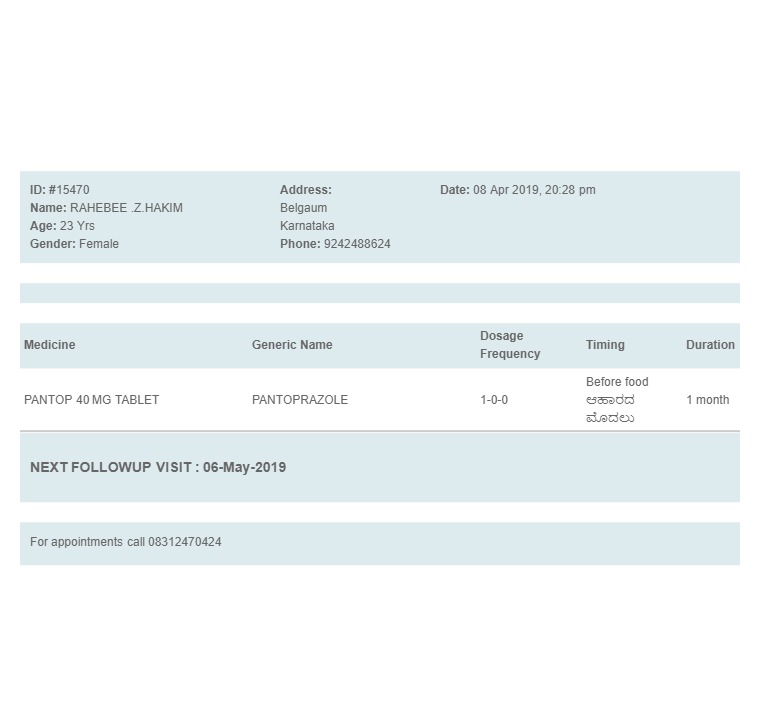 ID: #15470
Name: RAHEBEE .Z.HAKIM
Age: 23 Yrs
Gender: Female
Address:
Belgaum
Karnataka
Phone: 9242488624
Date: 08 Apr 2019, 20:28 pm
Medicine Generic Name Dosage Frequency Timing Duration
PANTOP 40 MG TABLET PANTOPRAZOLE 1-0-0 Before food ಆಹಾರದ ಮೊದಲು 1 month
NEXT FOLLOWUP VISIT : 06-May-2019
For appointments call 08312470424